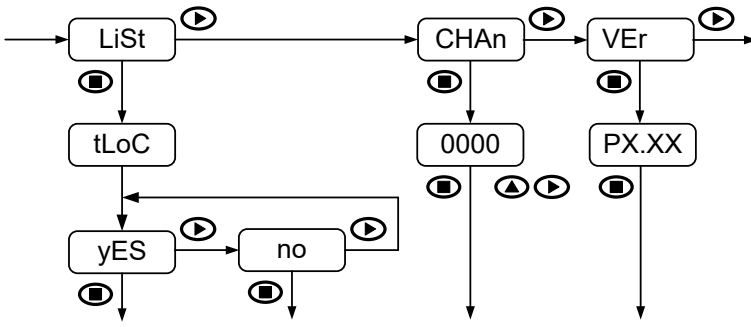 LiSt
CHAn
VEr
tLoC
0000
PX.XX
yES
no